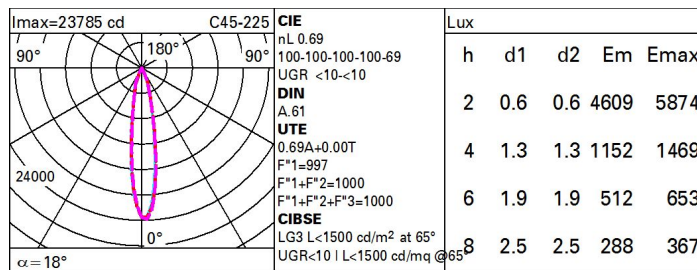 Imax=23785 cd C45-225
90° 180° 90°
24000
0°
α=18°
CIE
nL 0.69
100-100-100-100-69
UGR <10-<10
DIN
A.61
UTE
0.69A+0.00T
F"1=997
F"1+F"2=1000
F"1+F"2+F"3=1000
CIBSE
LG3 L<1500 cd/m² at 65°
UGR<10 | L<1500 cd/mq @65°
Lux
h d1 d2 Em Emax
2 0.6 0.6 4609 5874
4 1.3 1.3 1152 1469
6 1.9 1.9 512 653
8 2.5 2.5 288 367